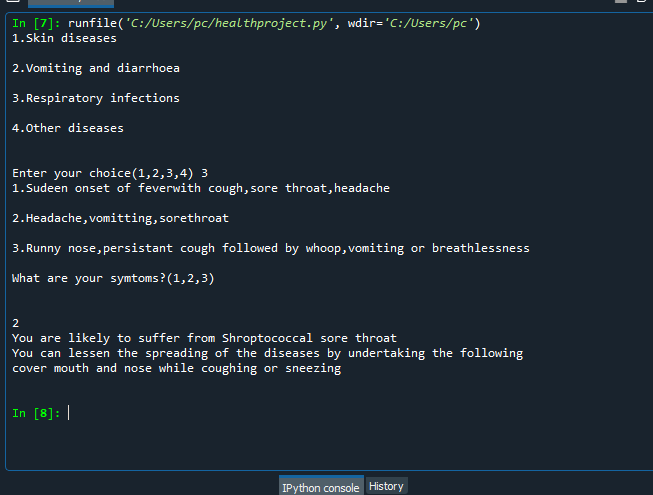 In [7]: runfile('C:/Users/pc/healthproject.py', wdir='C:/Users/pc')
1.Skin diseases
2.Vomiting and diarrhoea
3.Respiratory infections
4.Other diseases
Enter your choice(1,2,3,4) 3
1.Sudeen onset of feverwith cough,sore throat,headache
2.Headache,vomitting,sorethroat
3.Runny nose,persistant cough followed by whoop,vomiting or breathlessness
What are your symtoms?(1,2,3)
2
You are likely to suffer from Shroptococcal sore throat
You can lessen the spreading of the diseases by undertaking the following
cover mouth and nose while coughing or sneezing
In [8]:
IPython console History